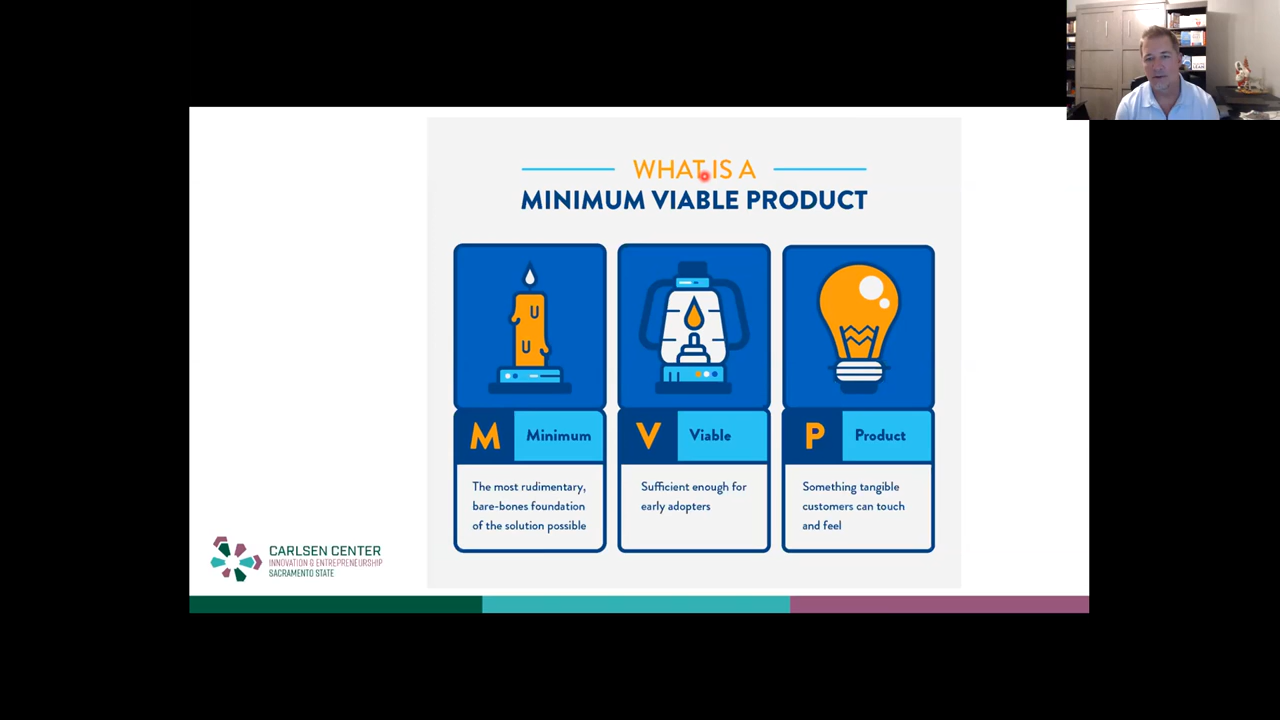 WHAT IS A
MINIMUM VIABLE PRODUCT
M
Minimum
The most rudimentary,
bare-bones foundation
of the solution possible
V
Viable
Sufficient enough for
early adopters
P
Product
Something tangible
customers can touch
and feel
CARLSEN CENTER
INNOVATION & ENTREPRENEURSHIP
SACRAMENTO STATE